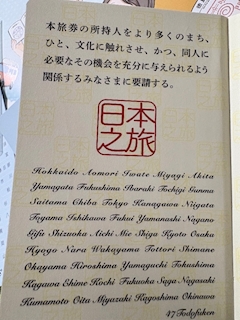 本旅券の所持人をより多くのまち、
ひと、文化に触れさせ、かつ、同人に
必要なその機会を充分に与えられるよう
関係するみなさまに要請する。
日本之旅
Hokkaido Aomori Iwate Miyagi Akita
Yamagata Fukushima Ibaraki Tochigi Gunma
Saitama Chiba Tokyo Kanagawa Niigata
Toyama Ishikawa Fukui Yamanashi Nagano
Gifu Shizuoka Aichi Mie Shiga Kyoto Osaka
Hyogo Nara Wakayama Tottori Shimane
Okayama Hiroshima Yamaguchi Tokushima
Kagawa Ehime Kochi Fukuoka Saga Nagasaki
Kumamoto Oita Miyazaki Kagoshima Okinawa
47 Todofuken